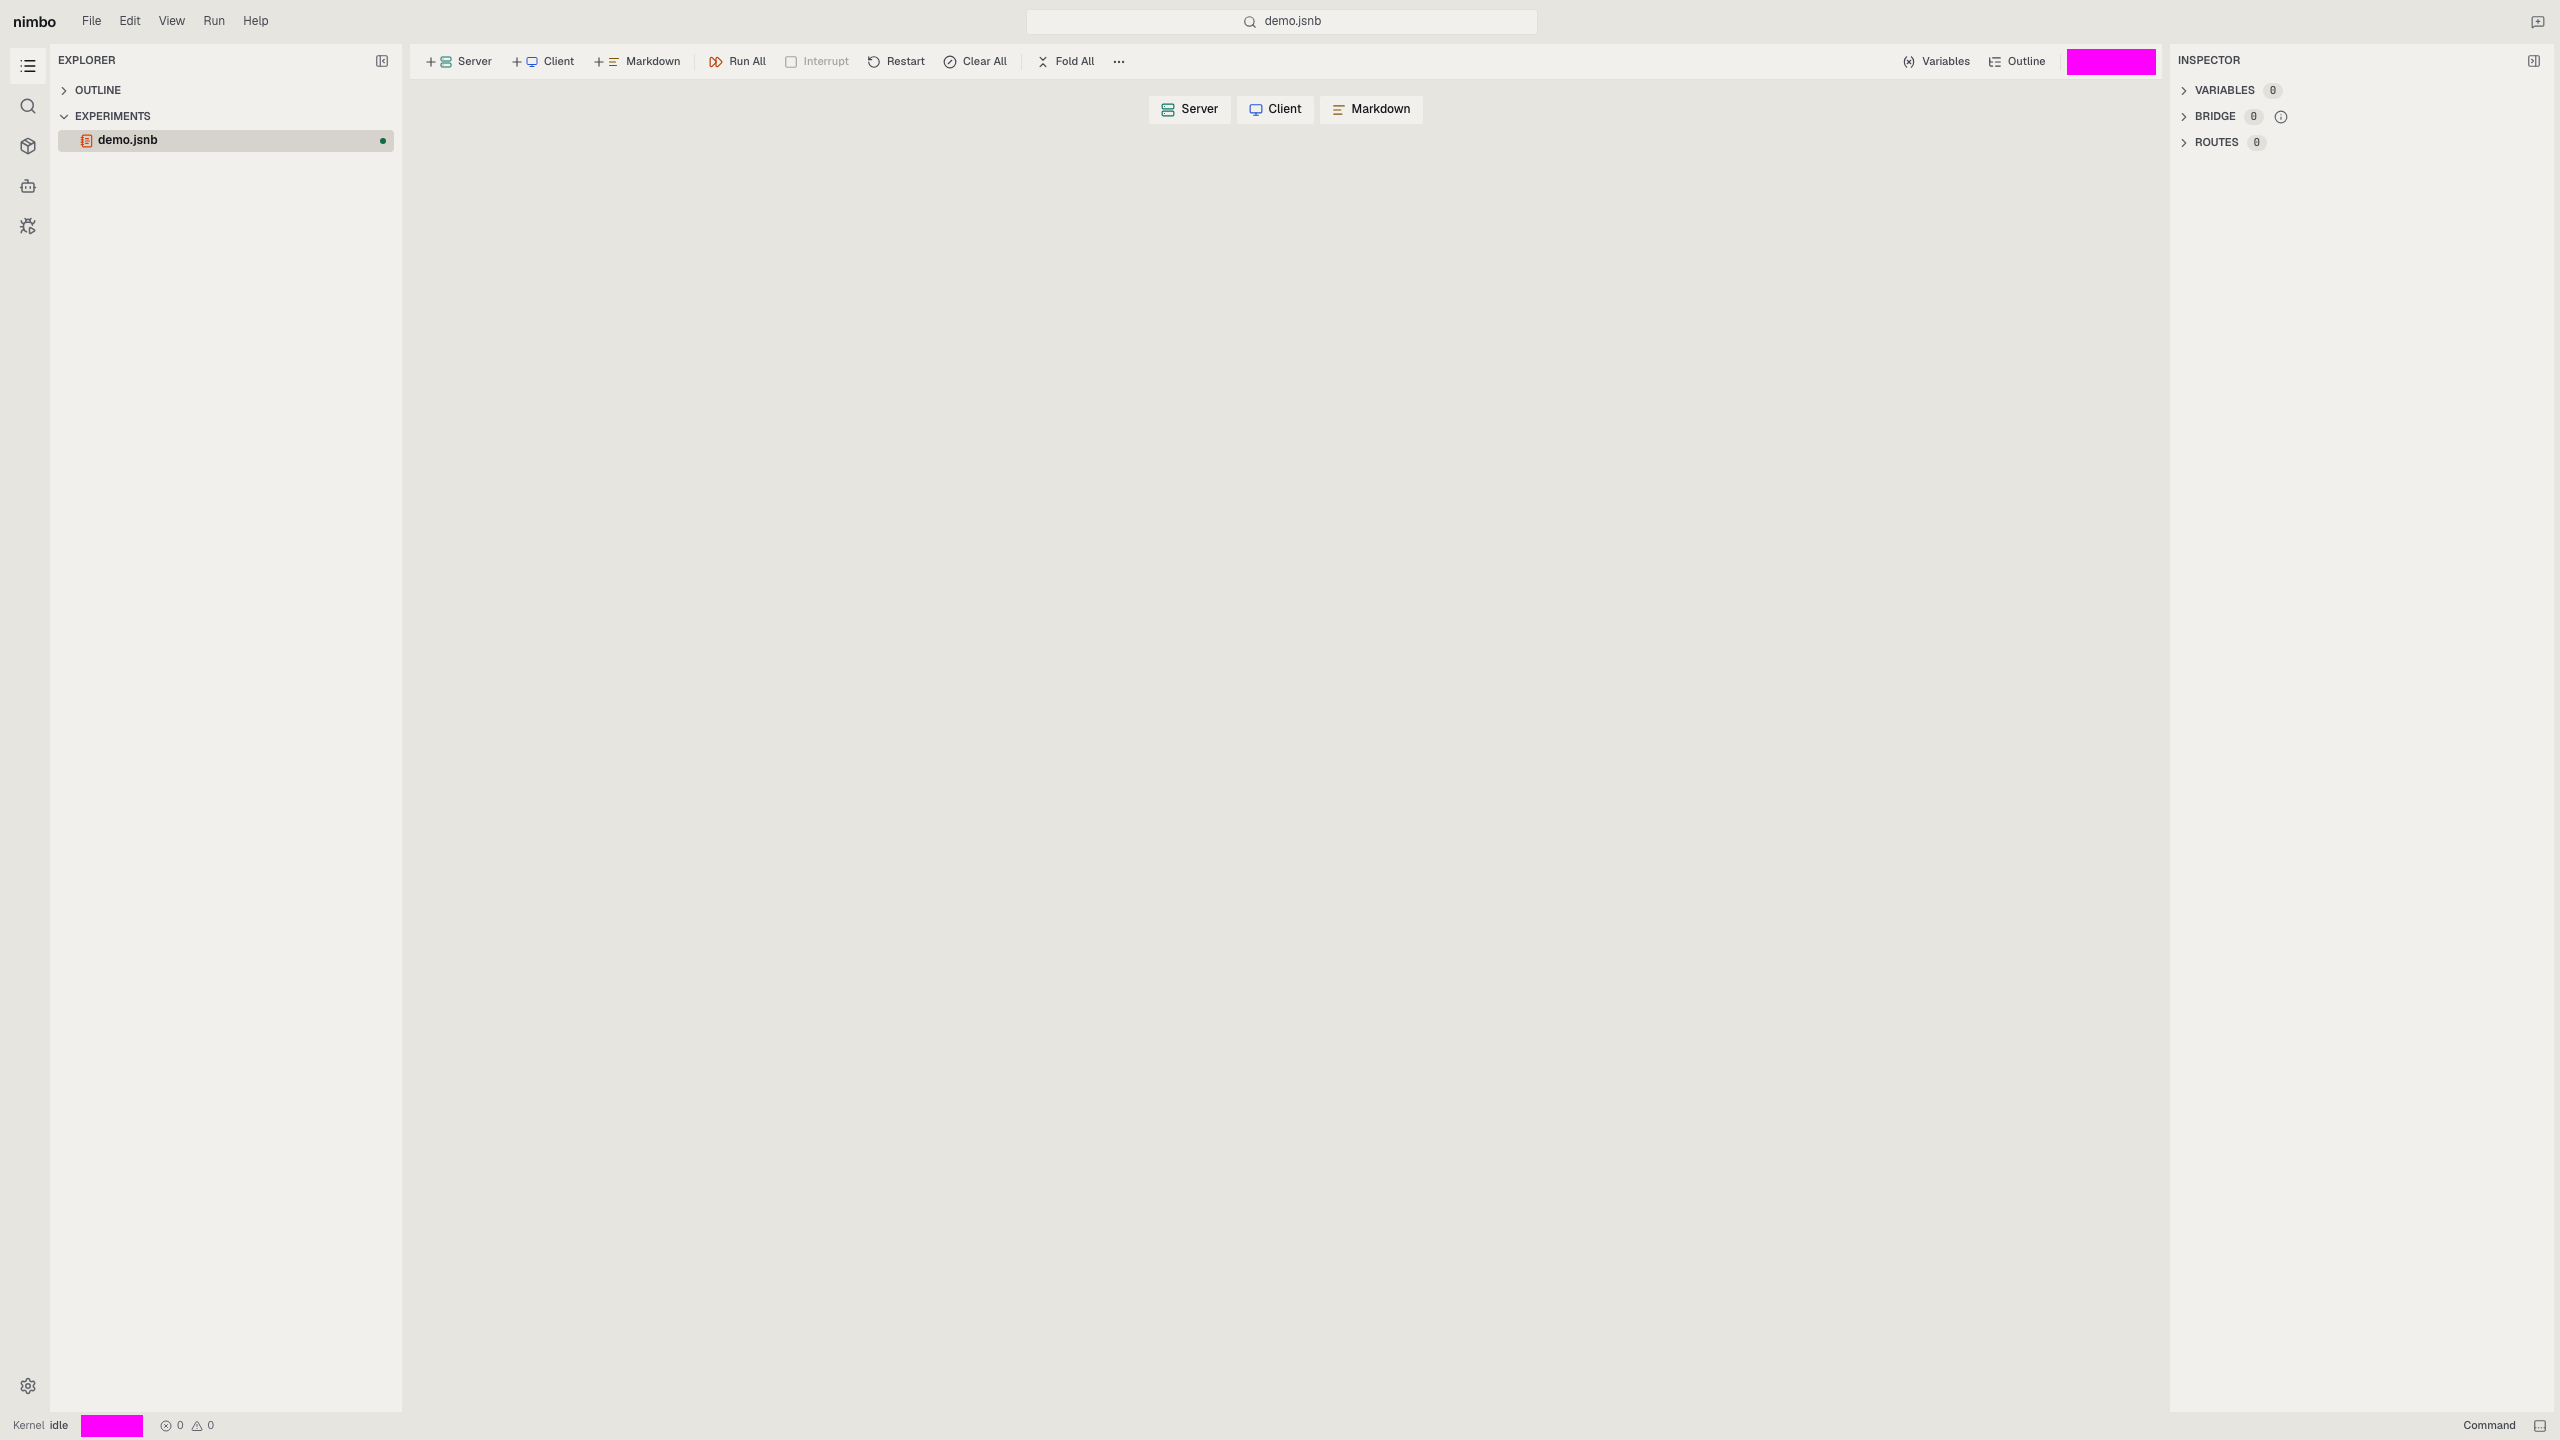 nimbo File Edit View Run Help demo.jsnb
EXPLORER
OUTLINE
EXPERIMENTS
demo.jsnb
Server Client Markdown Run All Interrupt Restart Clear All Fold All Variables Outline
Server Client Markdown
INSPECTOR
VARIABLES 0
BRIDGE 0
ROUTES 0
Kernel idle 0 0 Command